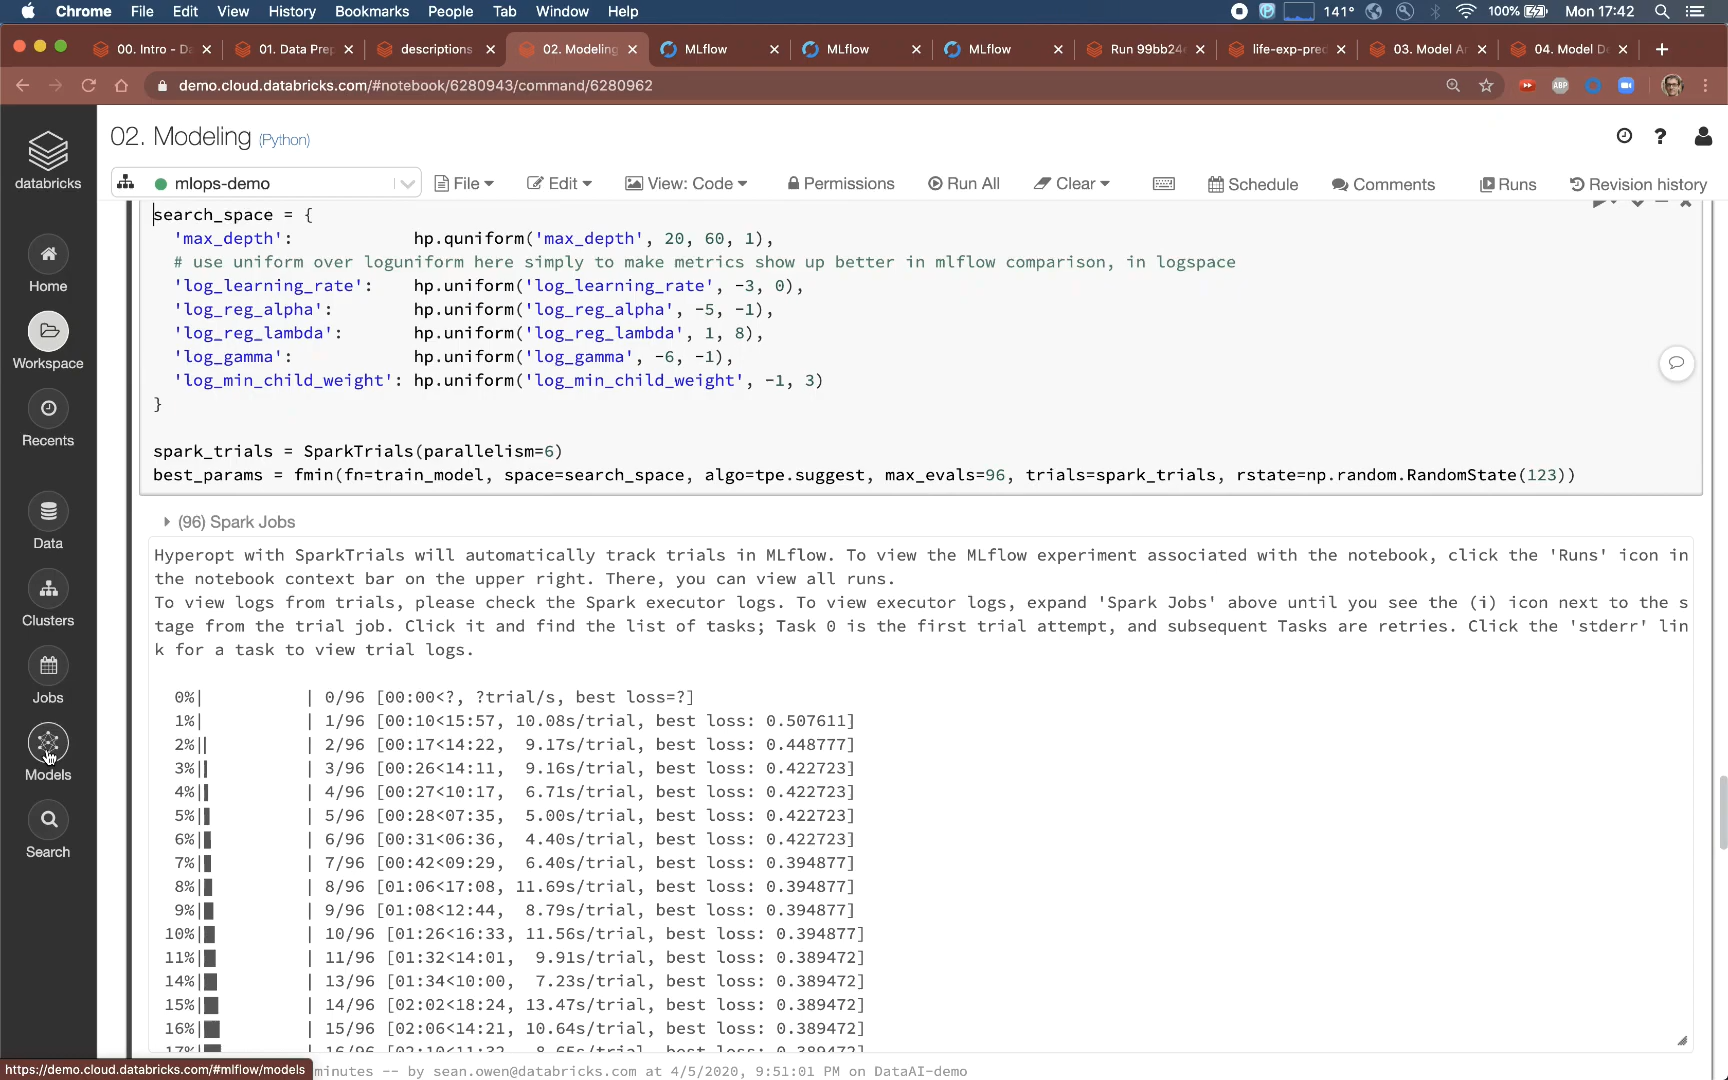 Chrome File Edit View History Bookmarks People Tab Window Help
141° 100% Mon 17:42
00. Intro - D
01. Data Prep
descriptions
02. Modeling
MLflow
MLflow
MLflow
Run 99bb24
life-exp-pred
03. Model A
04. Model D
demo.cloud.databricks.com/#notebook/6280943/command/6280962
ABP
databricks
Home
Workspace
Recents
Data
Clusters
Jobs
Models
Search
02. Modeling (Python)
mlops-demo
File Edit View: Code Permissions Run All Clear Schedule Comments Runs Revision history
search_space = {
'max_depth': hp.quniform('max_depth', 20, 60, 1),
# use uniform over loguniform here simply to make metrics show up better in mlflow comparison, in logspace
'log_learning_rate': hp.uniform('log_learning_rate', -3, 0),
'log_reg_alpha': hp.uniform('log_reg_alpha', -5, -1),
'log_reg_lambda': hp.uniform('log_reg_lambda', 1, 8),
'log_gamma': hp.uniform('log_gamma', -6, -1),
'log_min_child_weight': hp.uniform('log_min_child_weight', -1, 3)
}
spark_trials = SparkTrials(parallelism=6)
best_params = fmin(fn=train_model, space=search_space, algo=tpe.suggest, max_evals=96, trials=spark_trials, rstate=np.random.RandomState(123))
(96) Spark Jobs
Hyperopt with SparkTrials will automatically track trials in MLflow. To view the MLflow experiment associated with the notebook, click the 'Runs' icon in
the notebook context bar on the upper right. There, you can view all runs.
To view logs from trials, please check the Spark executor logs. To view executor logs, expand 'Spark Jobs' above until you see the (i) icon next to the s
tage from the trial job. Click it and find the list of tasks; Task 0 is the first trial attempt, and subsequent Tasks are retries. Click the 'stderr' lin
k for a task to view trial logs.
0%| | 0/96 [00:00<?, ?trial/s, best loss=?]
1%| | 1/96 [00:10<15:57, 10.08s/trial, best loss: 0.507611]
2%| | 2/96 [00:17<14:22, 9.17s/trial, best loss: 0.448777]
3%| | 3/96 [00:26<14:11, 9.16s/trial, best loss: 0.422723]
4%| | 4/96 [00:27<10:17, 6.71s/trial, best loss: 0.422723]
5%| | 5/96 [00:28<07:35, 5.00s/trial, best loss: 0.422723]
6%| | 6/96 [00:31<06:36, 4.40s/trial, best loss: 0.422723]
7%| | 7/96 [00:42<09:29, 6.40s/trial, best loss: 0.394877]
8%| | 8/96 [01:06<17:08, 11.69s/trial, best loss: 0.394877]
9%| | 9/96 [01:08<12:44, 8.79s/trial, best loss: 0.394877]
10%| | 10/96 [01:26<16:33, 11.56s/trial, best loss: 0.394877]
11%| | 11/96 [01:32<14:01, 9.91s/trial, best loss: 0.389472]
14%| | 13/96 [01:34<10:00, 7.23s/trial, best loss: 0.389472]
15%| | 14/96 [02:02<18:24, 13.47s/trial, best loss: 0.389472]
16%| | 15/96 [02:06<14:21, 10.64s/trial, best loss: 0.389472]
17%| | 16/96 [02:10<11:32, 8.65s/trial, best loss: 0.389472]
https://demo.cloud.databricks.com/#mlflow/models
minutes -- by sean.owen@databricks.com at 4/5/2020, 9:51:01 PM on DataAI-demo